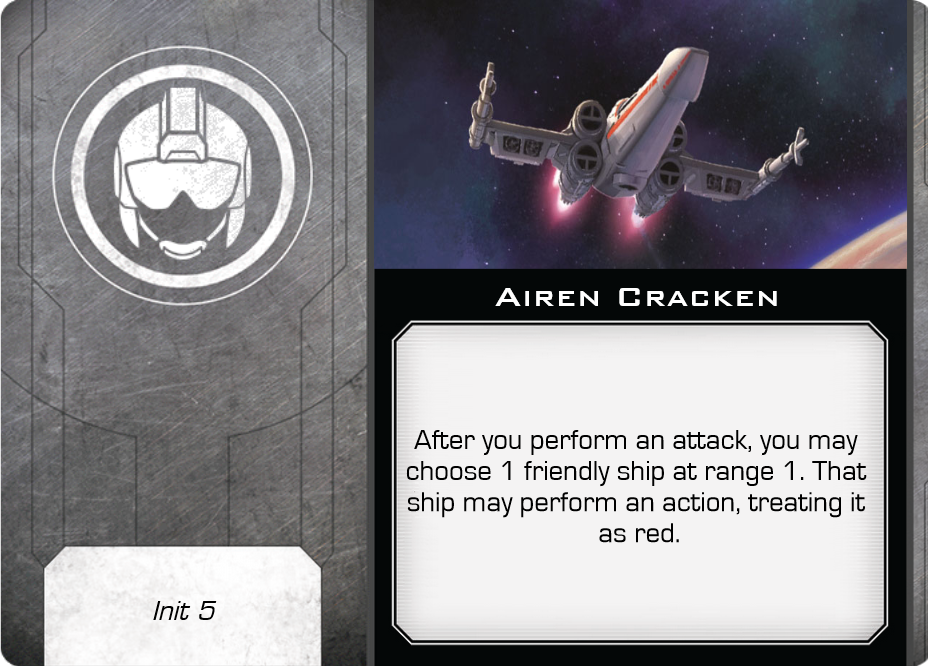 Airen Cracken
After you perform an attack, you may
choose 1 friendly ship at range 1. That
ship may perform an action, treating it
as red.
Init 5